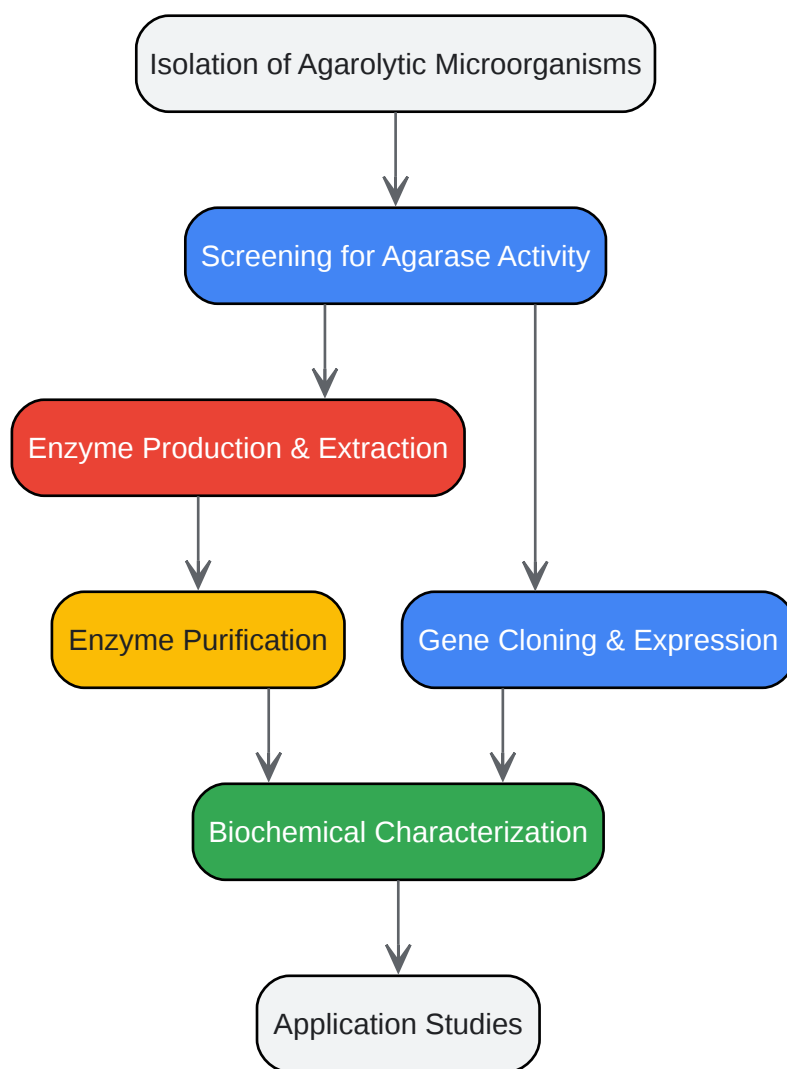 Isolation of Agarolytic Microorganisms
Screening for Agarase Activity
Enzyme Production & Extraction
Enzyme Purification
Gene Cloning & Expression
Biochemical Characterization
Application Studies